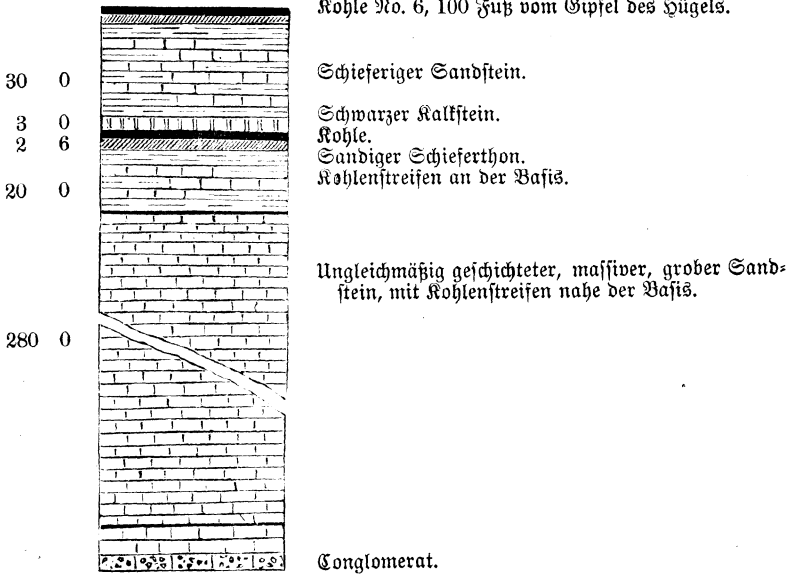 Kohle No. 6, 100 Fuß vom Gipfel des Hügels.
30 0 Schieferiger Sandstein.
3 0 Schwarzer Kalkstein.
2 6 Kohle.
Sandiger Schieferthon.
20 0 Kohlenstreifen an der Basis.
Ungleichmäßig geschichteter, massiver, grober Sand-
stein, mit Kohlenstreifen nahe der Basis.
280 0
Conglomerat.